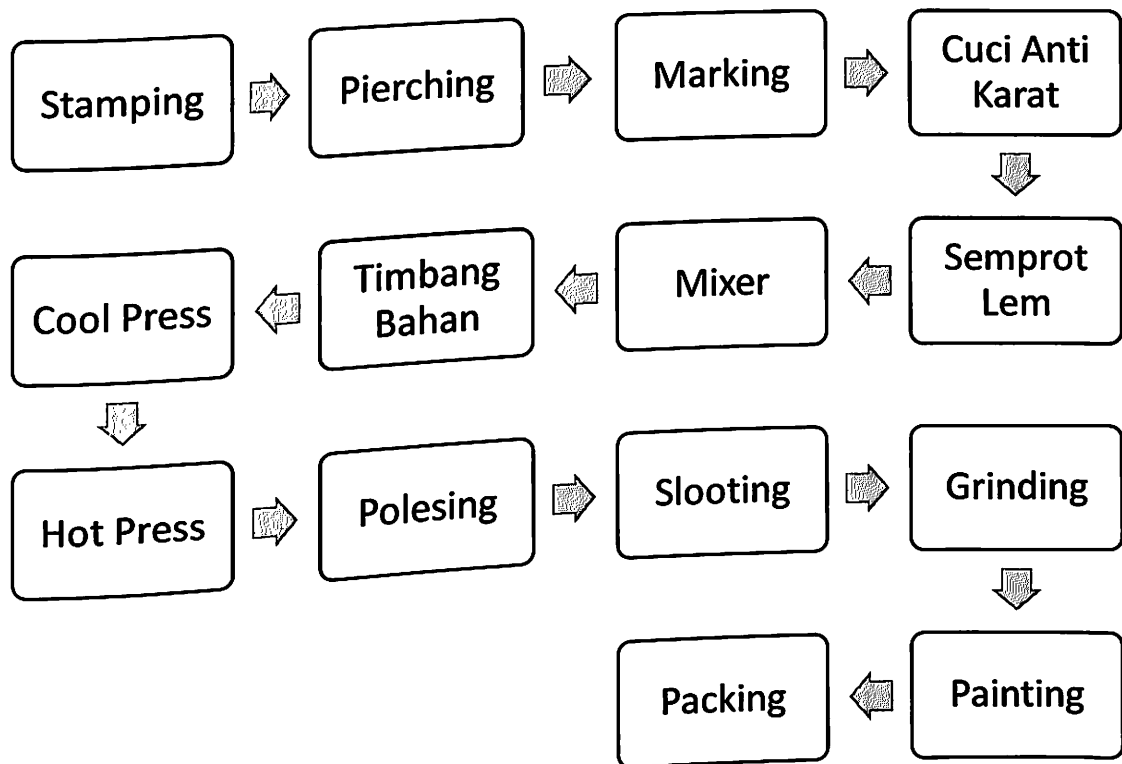 Stamping
Pierching
Marking
Cuci Anti
Karat
Semprot
Lem
Mixer
Timbang
Bahan
Cool Press
Hot Press
Polesing
Slooting
Grinding
Painting
Packing